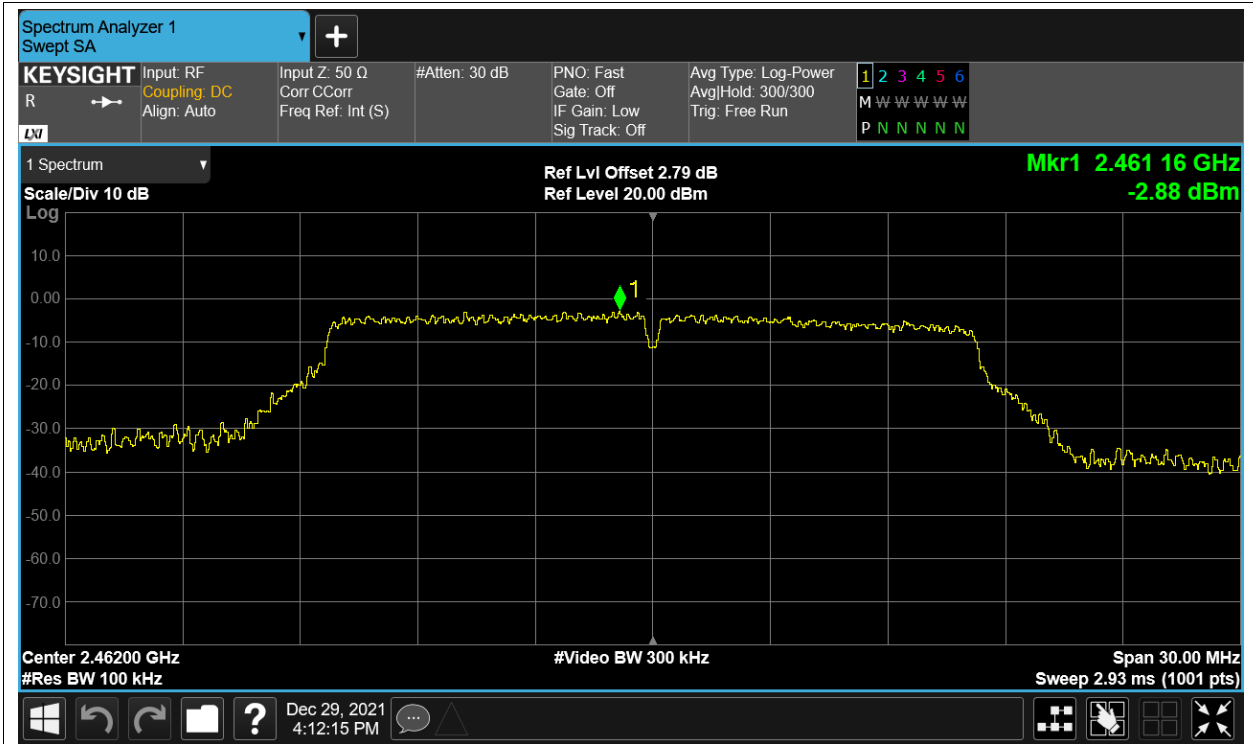 Spectrum Analyzer 1
Swept SA
+
KEYSIGHT
R
LXI
Input: RF
Coupling: DC
Align: Auto
Input Z: 50 Ω
Corr CCorr
Freq Ref: Int (S)
#Atten: 30 dB
PNO: Fast
Gate: Off
IF Gain: Low
Sig Track: Off
Avg Type: Log-Power
Avg|Hold: 300/300
Trig: Free Run
1 2 3 4 5 6
M W W W W W
P N N N N N
1 Spectrum
Scale/Div 10 dB
Log
Ref Lvl Offset 2.79 dB
Ref Level 20.00 dBm
Mkr1 2.461 16 GHz
-2.88 dBm
10.0
0.00
-10.0
-20.0
-30.0
-40.0
-50.0
-60.0
-70.0
1
Center 2.46200 GHz
#Video BW 300 kHz
Span 30.00 MHz
#Res BW 100 kHz
Sweep 2.93 ms (1001 pts)
?
Dec 29, 2021
4:12:15 PM